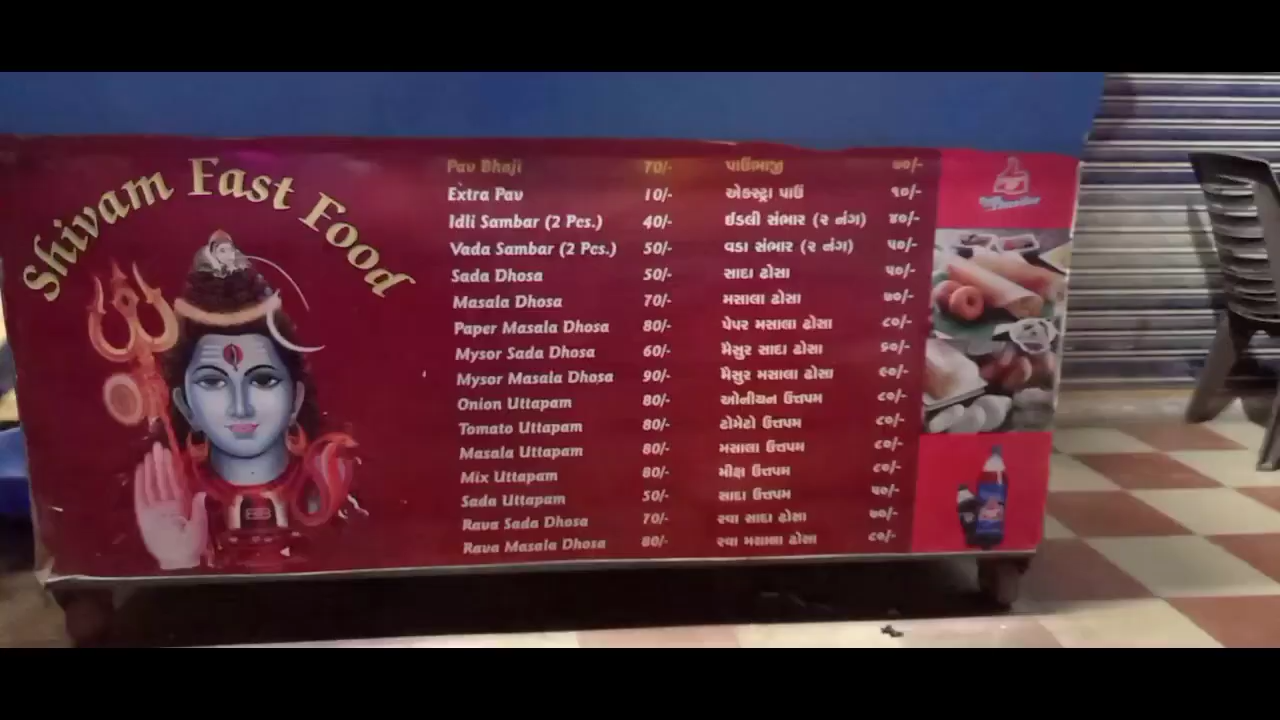 Shivam Fast Food
Pav Bhaji 70/- પાઉંભાજી ૭૦/-
Extra Pav 10/- એકસ્ટ્રા પાઉં ૧૦/-
Idli Sambar (2 Pcs.) 40/- ઈડલી સંભાર (૨ નંગ) ૪૦/-
Vada Sambar (2 Pcs.) 50/- વડા સંભાર (૨ નંગ) ૫૦/-
Sada Dhosa 50/- સાદા ઢોસા ૫૦/-
Masala Dhosa 70/- મસાલા ઢોસા ૭૦/-
Paper Masala Dhosa 80/- પેપર મસાલા ઢોસા ૮૦/-
Mysor Sada Dhosa 60/- મૈસુર સાદા ઢોસા ૬૦/-
Mysor Masala Dhosa 90/- મૈસુર મસાલા ઢોસા ૯૦/-
Onion Uttapam 80/- ઓનીયન ઉત્તપમ ૮૦/-
Tomato Uttapam 80/- ટોમેટો ઉત્તપમ ૮૦/-
Masala Uttapam 80/- મસાલા ઉત્તપમ ૮૦/-
Mix Uttapam 80/- મીક્ષ ઉત્તપમ ૮૦/-
Sada Uttapam 50/- સાદા ઉત્તપમ ૫૦/-
Rava Sada Dhosa 70/- રવા સાદા ઢોસા ૭૦/-
Rava Masala Dhosa 80/- રવા મસાલા ઢોસા ૮૦/-